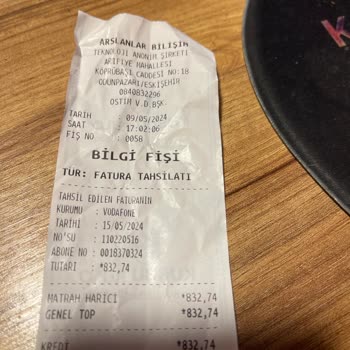 ARSLANLAR BİLİŞİM
TEKNOLOJİ ANONİM ŞİRKETİ
ARİFİYE MAHALLESİ
KÖPRÜBAŞI CADDESİ NO:18
ODUNPAZARI/ESKİŞEHİR
0840832206
OSTİM V.D.BŞK
TARİH : 09/05/2024
SAAT : 17:02:06
FİŞ NO : 0058
BİLGİ FİŞİ
TÜR: FATURA TAHSİLATI
TAHSİL EDİLEN FATURANIN
KURUMU : VODAFONE
TARİHİ : 15/05/2024
NO'SU : 110220516
ABONE NO : 0018370324
TUTARI : *832,74
MATRAH HARİCİ *832,74
GENEL TOP *832,74
KREDİ *832,74
K